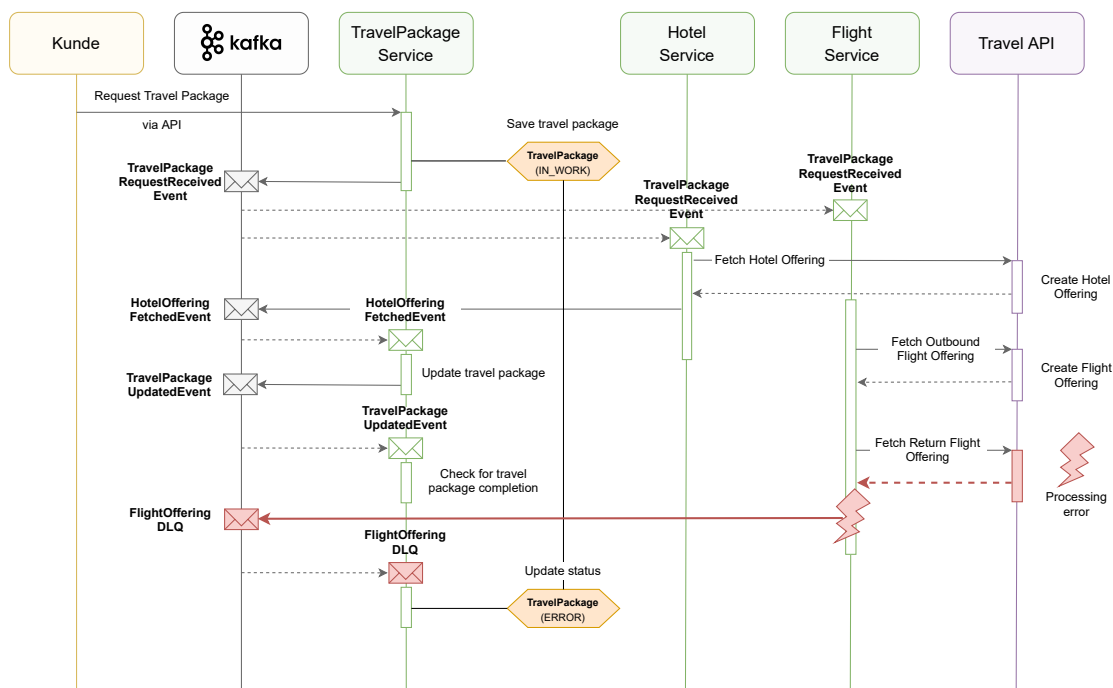 Kunde
kafka
TravelPackage
Service
Hotel
Service
Flight
Service
Travel API
Request Travel Package
via API
Save travel package
TravelPackage
(IN_WORK)
TravelPackage
RequestReceived
Event
TravelPackage
RequestReceived
Event
TravelPackage
RequestReceived
Event
Fetch Hotel Offering
Create Hotel
Offering
HotelOffering
FetchedEvent
HotelOffering
FetchedEvent
Fetch Outbound
Flight Offering
Create Flight
Offering
TravelPackage
UpdatedEvent
Update travel package
TravelPackage
UpdatedEvent
Fetch Return Flight
Offering
Check for travel
package completion
Processing
error
FlightOffering
DLQ
FlightOffering
DLQ
Update status
TravelPackage
(ERROR)